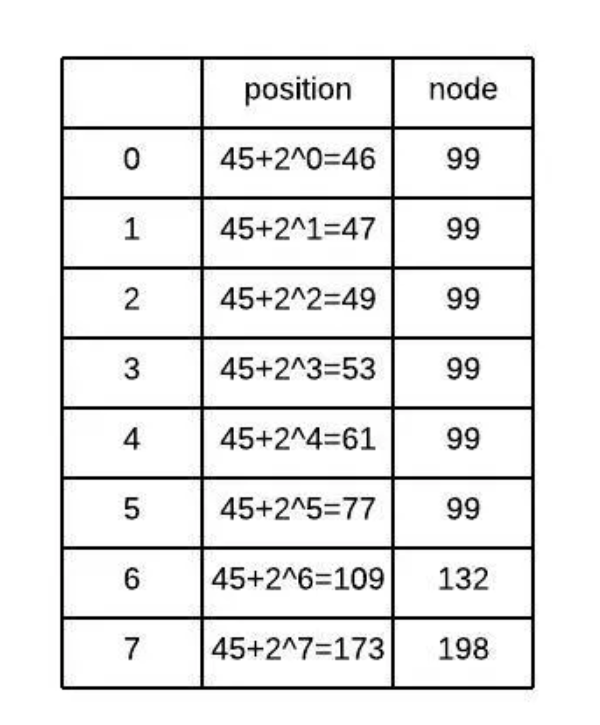 position node
0 45+2^0=46 99
1 45+2^1=47 99
2 45+2^2=49 99
3 45+2^3=53 99
4 45+2^4=61 99
5 45+2^5=77 99
6 45+2^6=109 132
7 45+2^7=173 198